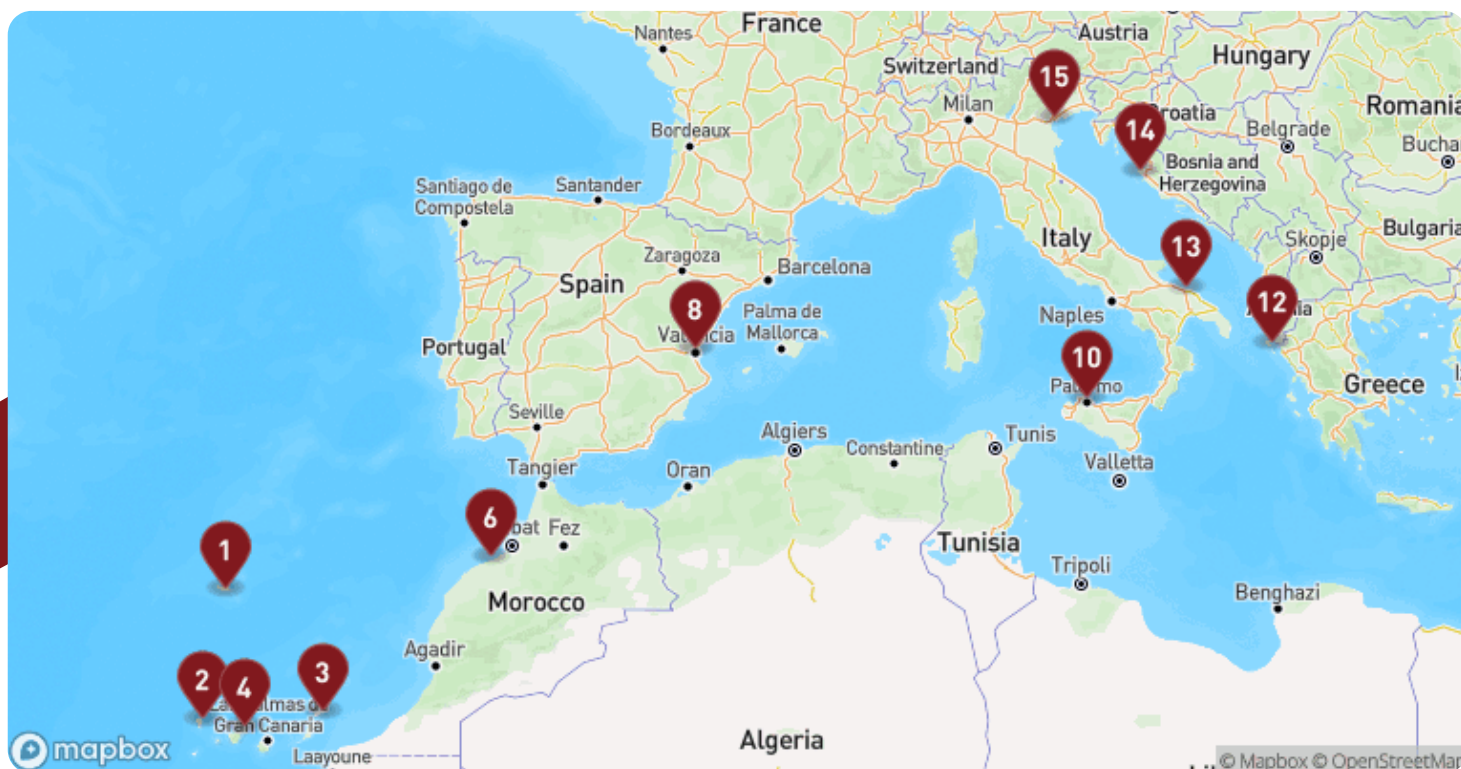 France
Nantes
Austria
Hungary
Switzerland
15
Milan
Croatia
Romania
14
Belgrade
Bordeaux
Bosnia and
Herzegovina
Santiago de
Compostela
Santander
Bulgaria
Italy
Skopje
13
Zaragoza
Barcelona
Spain
8
12
Naples
Palma de
Mallorca
Portugal
10
Greece
Seville
Algiers
Constantine
Tunis
Valletta
Tangier
Oran
6
Fez
Tunisia
1
Tripoli
Benghazi
Morocco
Agadir
3
2
4
Gran Canaria
Laayoune
Algeria
mapbox
© Mapbox © OpenStreetMap